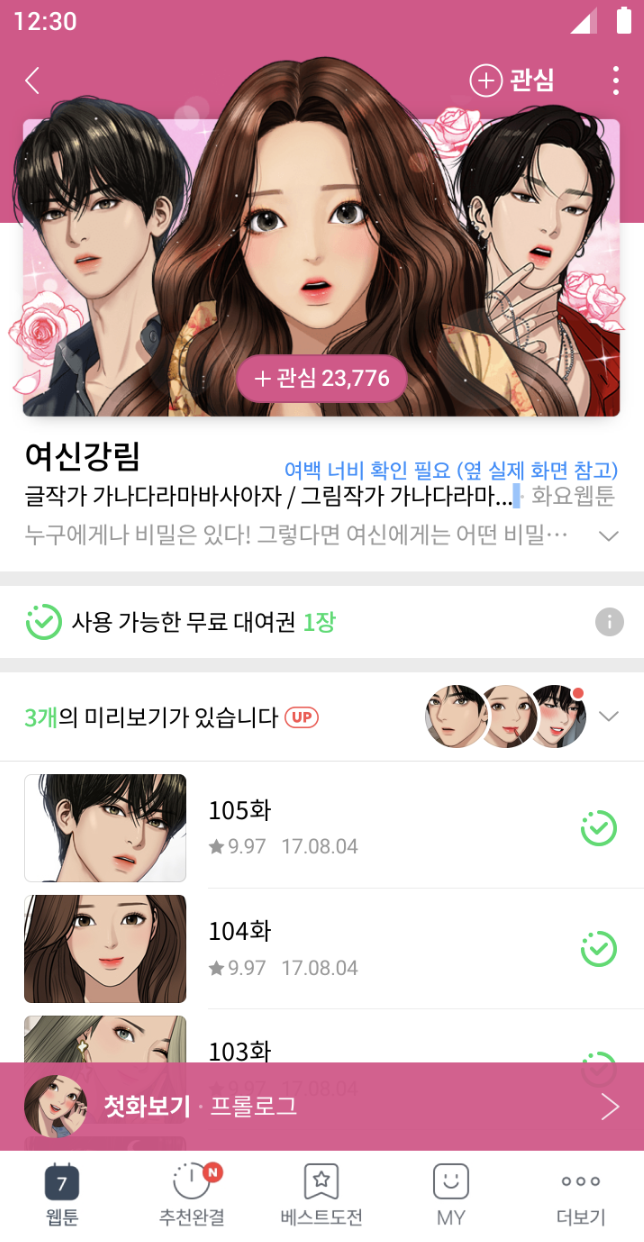 12:30
관심
+ 관심 23,776
여신강림
여백 너비 확인 필요 (옆 실제 화면 참고)
글작가 가나다라마바사아자 / 그림작가 가나다라마... · 화요웹툰
누구에게나 비밀은 있다! 그렇다면 여신에게는 어떤 비밀…
사용 가능한 무료 대여권 1장
3개의 미리보기가 있습니다 UP
105화
★9.97 17.08.04
104화
★9.97 17.08.04
103화
★9.97 17.08.04
첫화보기 · 프롤로그
7
N
웹툰
추천완결
베스트도전
MY
더보기